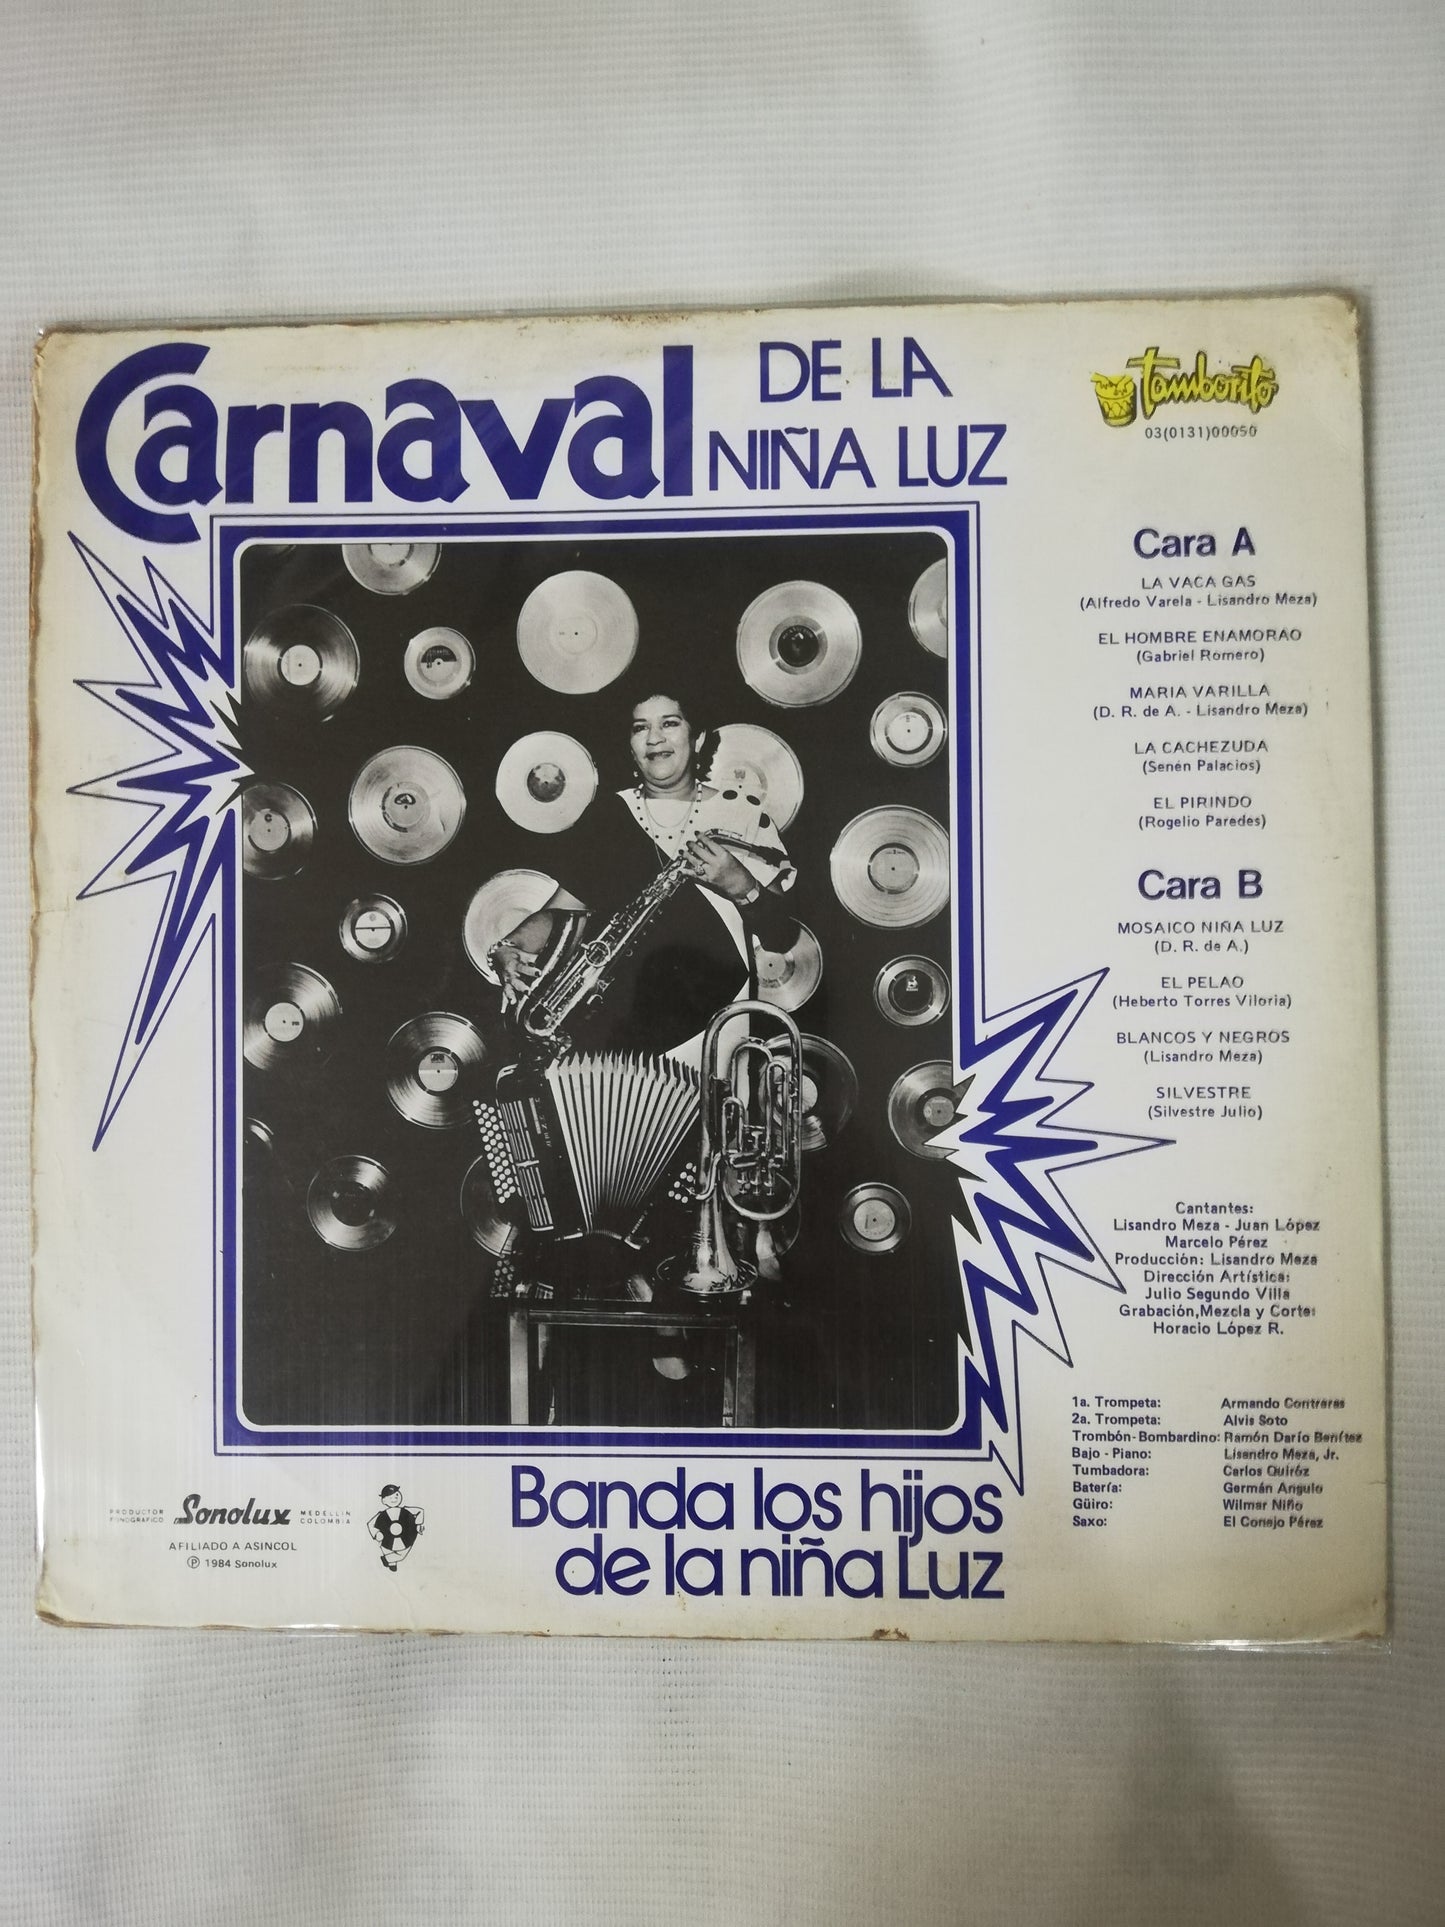 Carnaval DE LA
NIÑA LUZ
Tamborito
03(0131)00050
Cara A
LA VACA GAS
(Alfredo Varela - Lisandro Meza)
EL HOMBRE ENAMORAO
(Gabriel Romero)
MARIA VARILLA
(D. R. de A. - Lisandro Meza)
LA CACHEZUDA
(Senén Palacios)
EL PIRINDO
(Rogelio Paredes)
Cara B
MOSAICO NIÑA LUZ
(D. R. de A.)
EL PELAO
(Heberto Torres Viloria)
BLANCOS Y NEGROS
(Lisandro Meza)
SILVESTRE
(Silvestre Julio)
Cantantes:
Lisandro Meza - Juan López
Marcelo Pérez
Producción: Lisandro Meza
Dirección Artística:
Julio Segundo Villa
Grabación,Mezcla y Corte:
Horacio López R.
1a. Trompeta: Armando Contreras
2a. Trompeta: Alvis Soto
Trombón-Bombardino: Ramón Darío Benítez
Bajo - Piano: Lisandro Meza, Jr.
Tumbadora: Carlos Quiróz
Batería: Germán Angulo
Güiro: Wilmar Niño
Saxo: El Conejo Pérez
Banda los hijos
de la niña Luz
PRODUCTOR
FONOGRAFICO
Sonolux
MEDELLIN
COLOMBIA
AFILIADO A ASINCOL
Ⓟ 1984 Sonolux